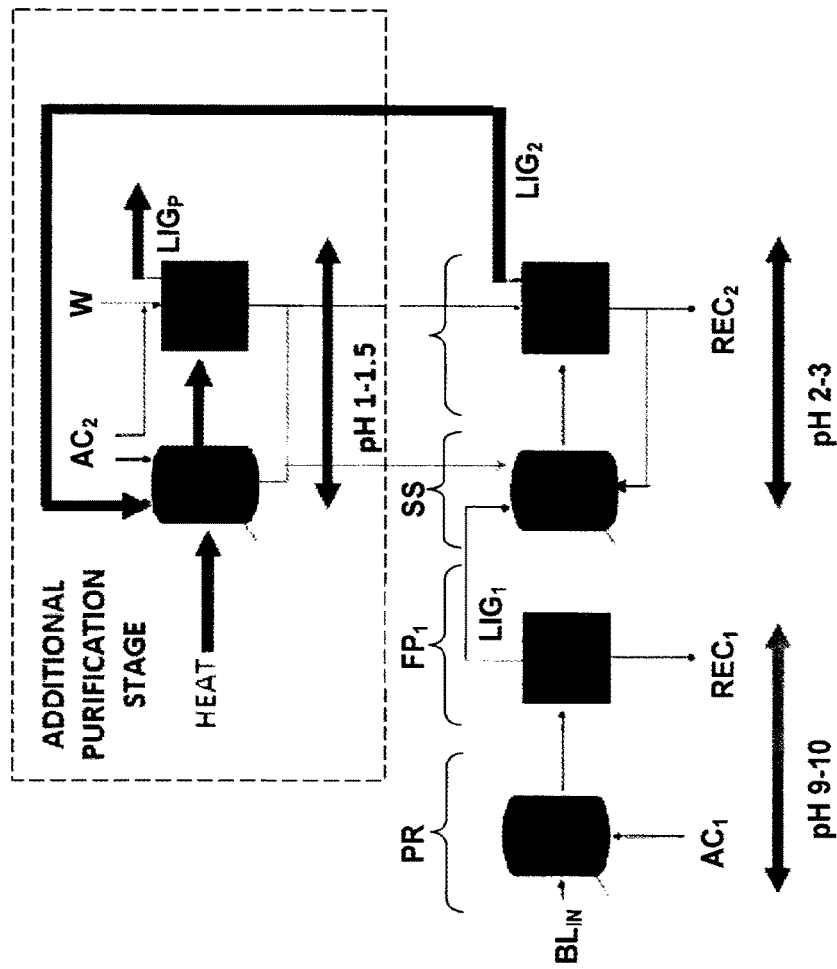 ADDITIONAL
PURIFICATION
STAGE
HEAT
AC₂
W
LIGₚ
pH 1-1.5
PR
FP₁
SS
LIG₁
LIG₂
BLIN
AC₁
REC₁
REC₂
pH 9-10
pH 2-3